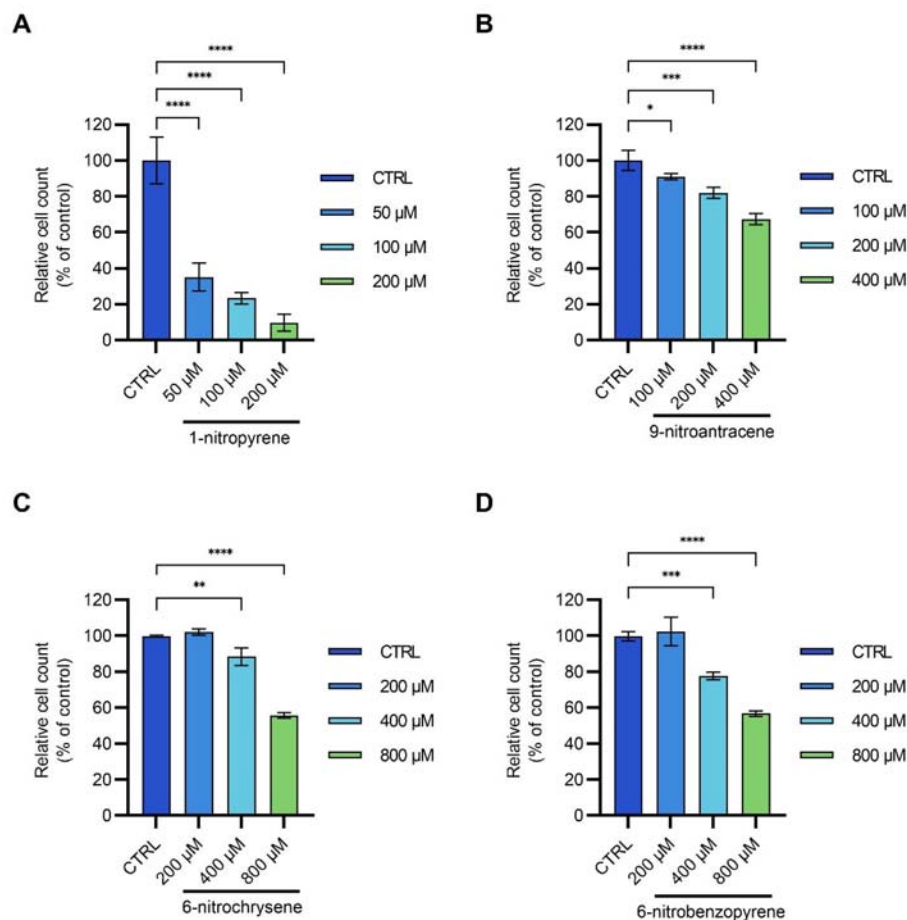 A
****
****
****
Relative cell count
(% of control)
120
100
80
60
40
20
0
CTRL
50 µM
100 µM
200 µM
1-nitropyrene
CTRL
50 µM
100 µM
200 µM
B
****
***
*
Relative cell count
(% of control)
120
100
80
60
40
20
0
CTRL
100 µM
200 µM
400 µM
9-nitroantracene
CTRL
100 µM
200 µM
400 µM
C
****
**
Relative cell count
(% of control)
120
100
80
60
40
20
0
CTRL
200 µM
400 µM
800 µM
6-nitrochrysene
CTRL
200 µM
400 µM
800 µM
D
****
***
Relative cell count
(% of control)
120
100
80
60
40
20
0
CTRL
200 µM
400 µM
800 µM
6-nitrobenzopyrene
CTRL
200 µM
400 µM
800 µM